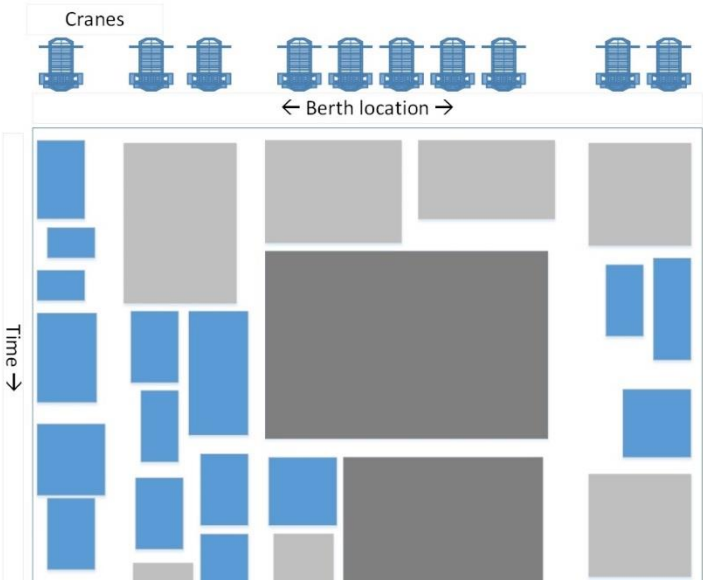 Cranes
← Berth location →
Time →